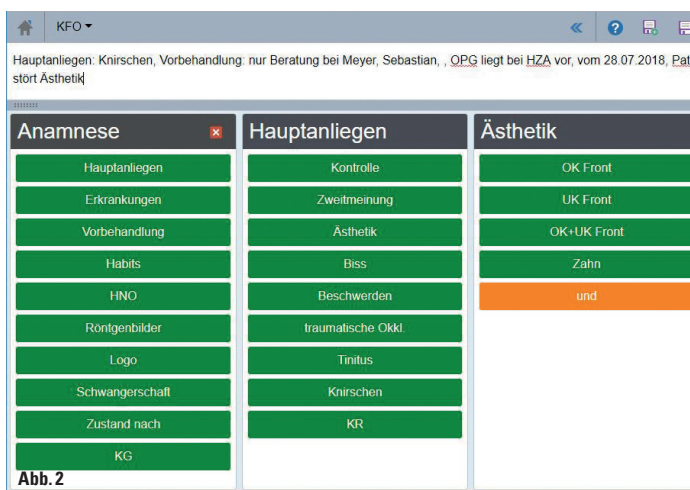 KFO
Hauptanliegen: Knirschen, Vorbehandlung: nur Beratung bei Meyer, Sebastian, , OPG liegt bei HZA vor, vom 28.07.2018, Pat
stört Ästhetik
Anamnese
Hauptanliegen
Erkrankungen
Vorbehandlung
Habits
HNO
Röntgenbilder
Logo
Schwangerschaft
Zustand nach
KG
Hauptanliegen
Kontrolle
Zweitmeinung
Ästhetik
Biss
Beschwerden
traumatische Okkl.
Tinitus
Knirschen
KR
Ästhetik
OK Front
UK Front
OK+UK Front
Zahn
und
Abb. 2